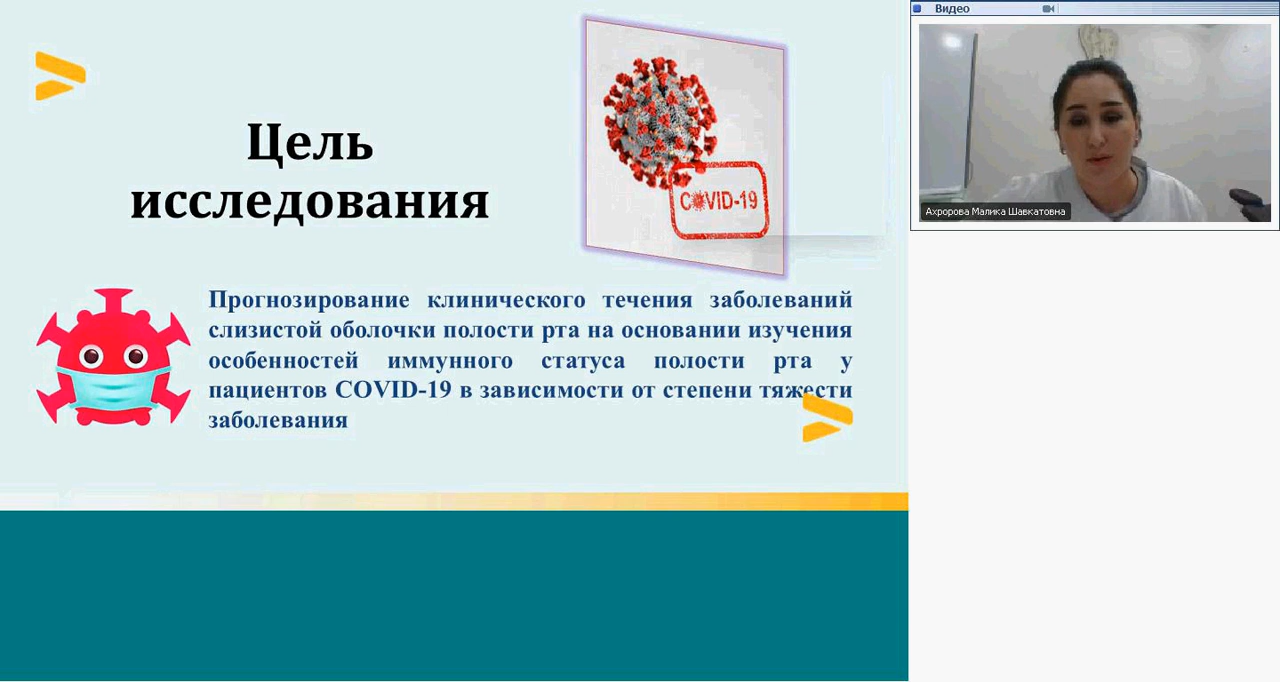 Цель
исследования
COVID-19
Прогнозирование клинического течения заболеваний
слизистой оболочки полости рта на основании изучения
особенностей иммунного статуса полости рта у
пациентов COVID-19 в зависимости от степени тяжести
заболевания
Видео
Ахророва Малика Шавкатовна